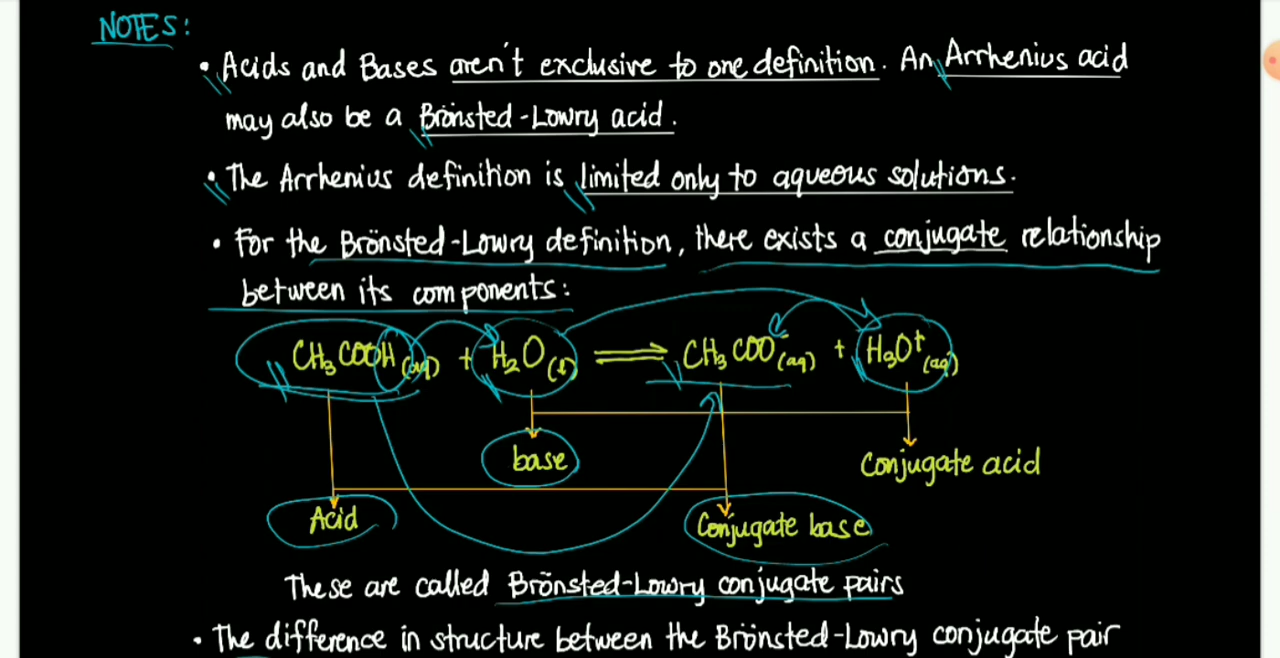 NOTES:
• Acids and Bases aren't exclusive to one definition. An Arrhenius acid
may also be a Brönsted-Lowry acid.
• The Arrhenius definition is limited only to aqueous solutions.
• For the Brönsted-Lowry definition, there exists a conjugate relationship
between its components:
CH₃COOH(aq) + H₂O(l) ⇌ CH₃COO⁻(aq) + H₃O⁺(aq)
base
Conjugate acid
Acid
Conjugate base
These are called Brönsted-Lowry conjugate pairs
• The difference in structure between the Brönsted-Lowry conjugate pair